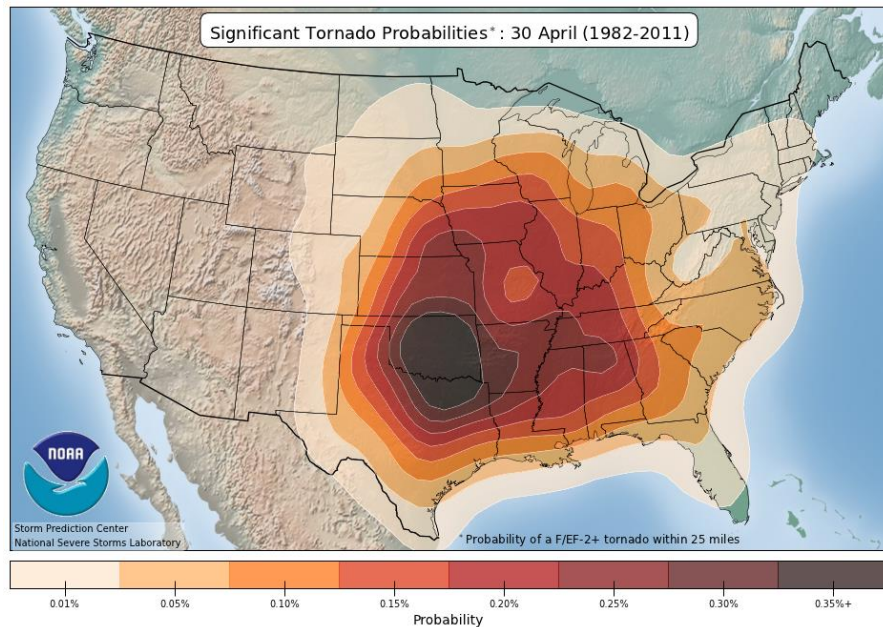 Significant Tornado Probabilities*: 30 April (1982-2011)
NOAA
Storm Prediction Center
National Severe Storms Laboratory
*Probability of a F/EF-2+ tornado within 25 miles
0.01% 0.05% 0.10% 0.15% 0.20% 0.25% 0.30% 0.35%+
Probability